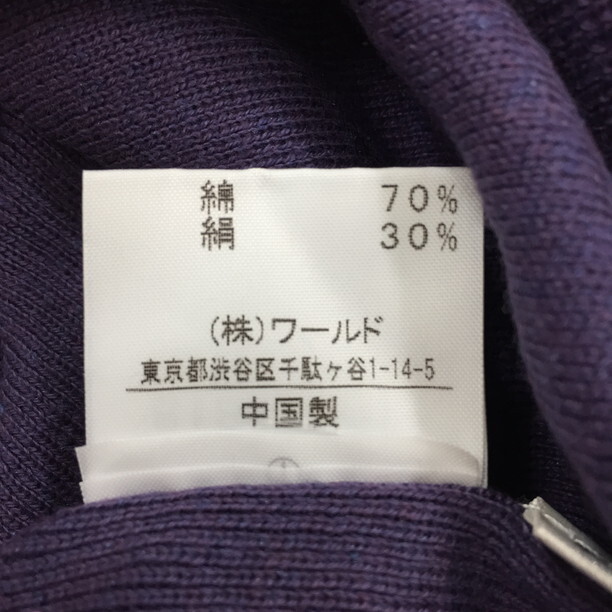 綿 70%
絹 30%
(株)ワールド
東京都渋谷区千駄ヶ谷1-14-5
中国製